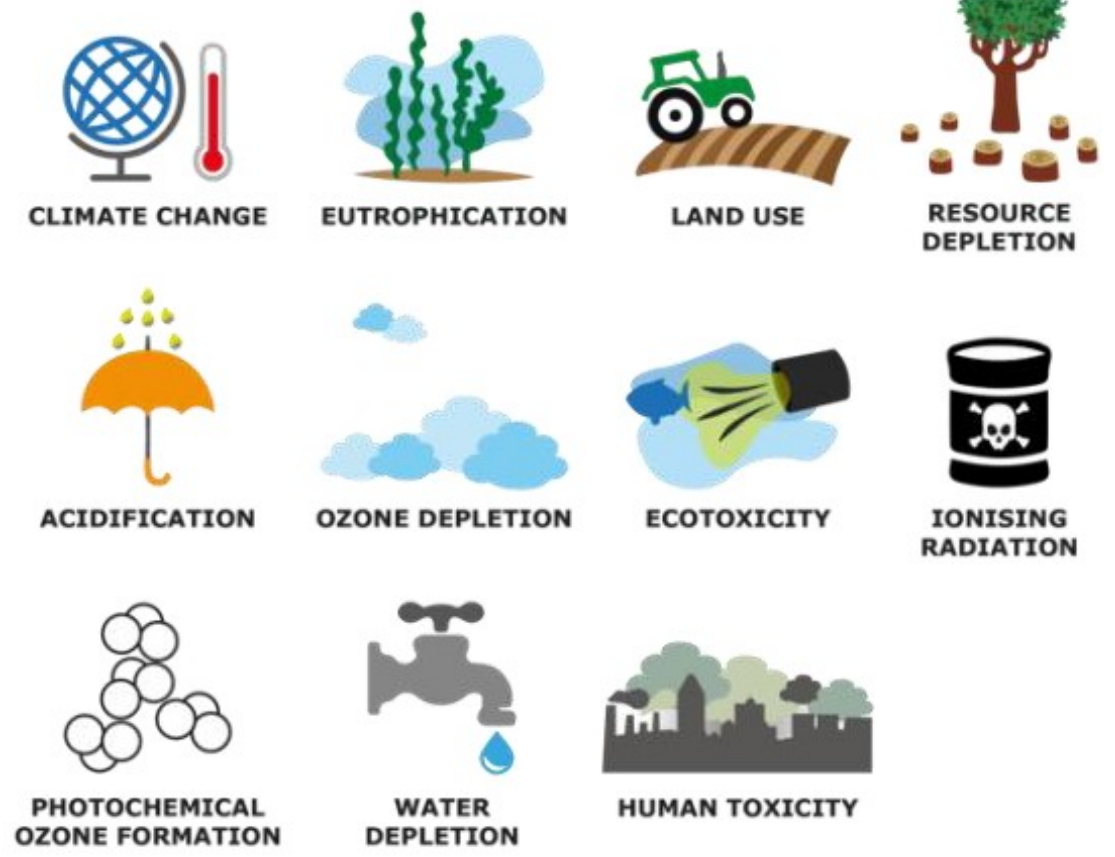 CLIMATE CHANGE
EUTROPHICATION
LAND USE
RESOURCE
DEPLETION
ACIDIFICATION
OZONE DEPLETION
ECOTOXICITY
IONISING
RADIATION
PHOTOCHEMICAL
OZONE FORMATION
WATER
DEPLETION
HUMAN TOXICITY